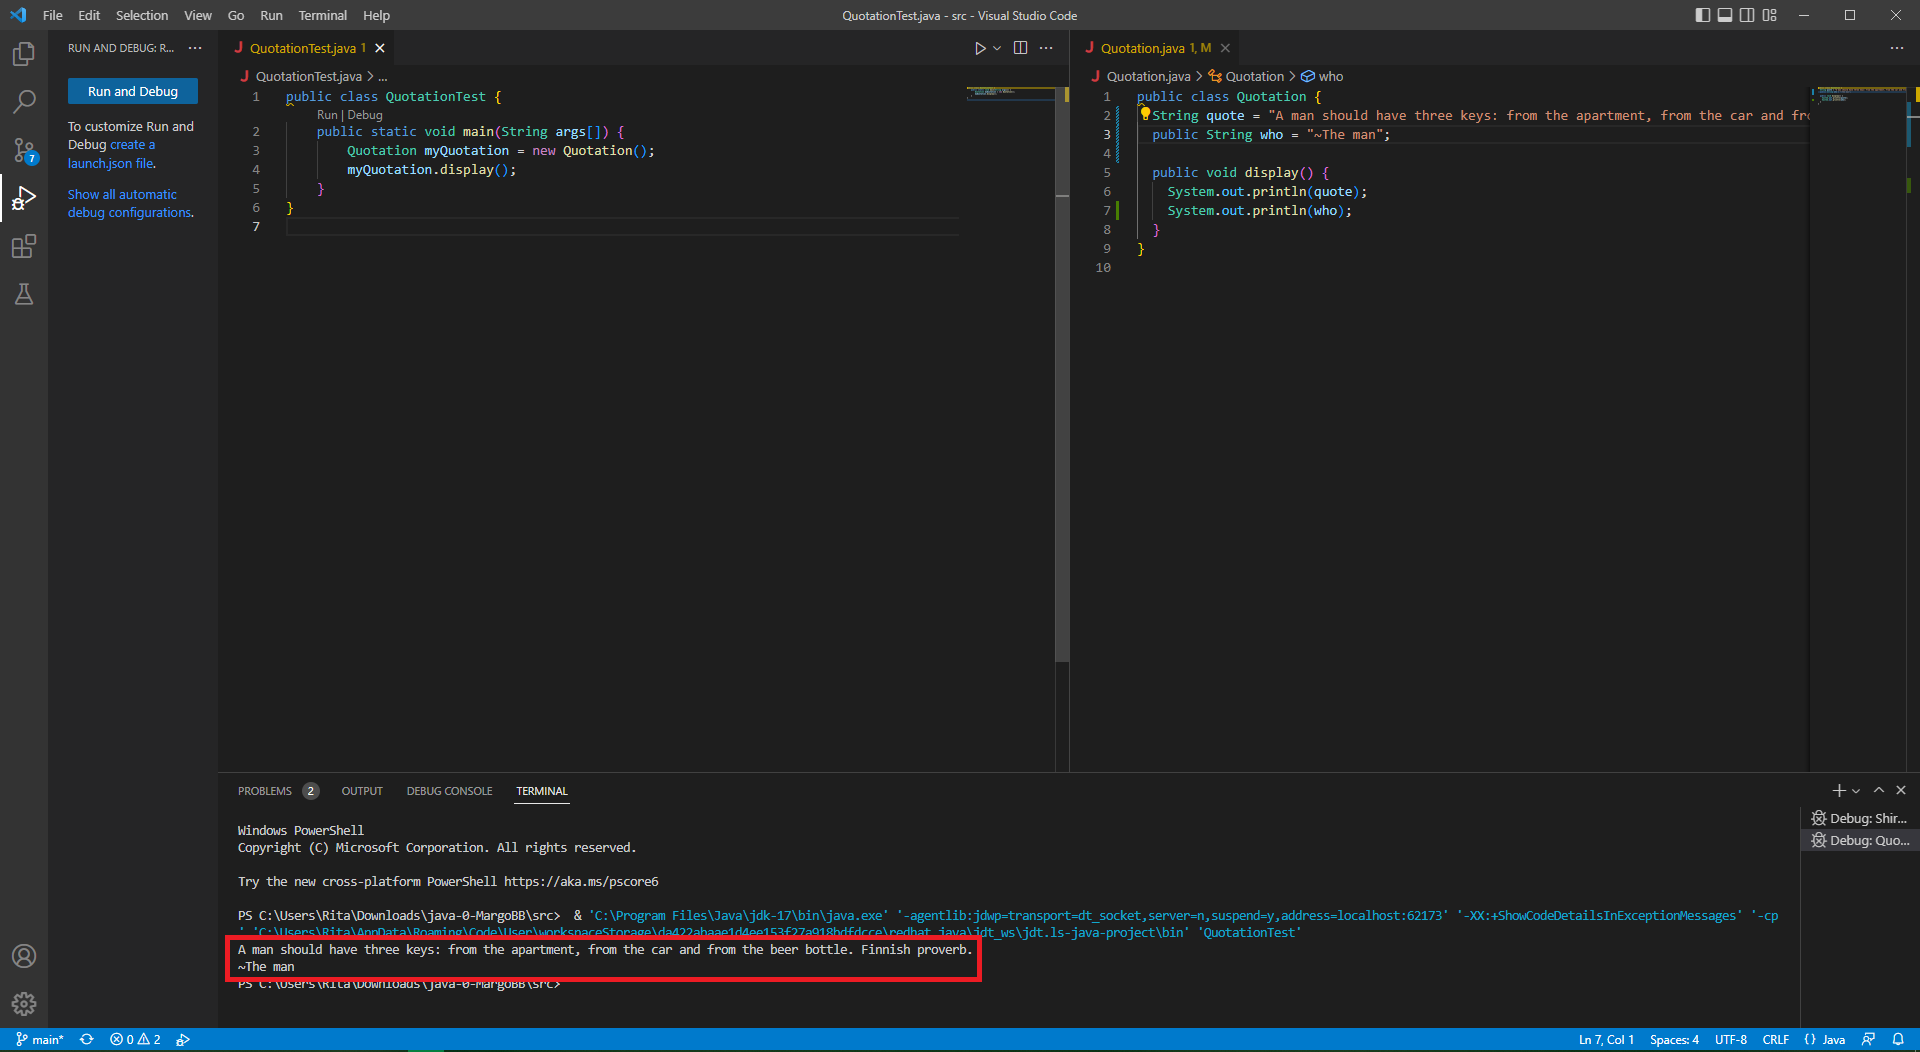 File Edit Selection View Go Run Terminal Help
QuotationTest.java - src - Visual Studio Code
RUN AND DEBUG: R... ···
Run and Debug
To customize Run and
Debug create a
launch.json file.
Show all automatic
debug configurations.
7
QuotationTest.java 1
QuotationTest.java > ...
1 public class QuotationTest {
Run | Debug
2 public static void main(String args[]) {
3 Quotation myQuotation = new Quotation();
4 myQuotation.display();
5 }
6 }
7
Quotation.java 1, M
Quotation.java > Quotation > who
1 public class Quotation {
2 String quote = "A man should have three keys: from the apartment, from the car and fro
3 public String who = "~The man";
4
5 public void display() {
6 System.out.println(quote);
7 System.out.println(who);
8 }
9 }
10
PROBLEMS 2 OUTPUT DEBUG CONSOLE TERMINAL
Windows PowerShell
Copyright (C) Microsoft Corporation. All rights reserved.
Try the new cross-platform PowerShell https://aka.ms/pscore6
PS C:\Users\Rita\Downloads\java-0-MargoBB\src> & 'C:\Program Files\Java\jdk-17\bin\java.exe' '-agentlib:jdwp=transport=dt_socket,server=n,suspend=y,address=localhost:62173' '-XX:+ShowCodeDetailsInExceptionMessages' '-cp
' 'C:\Users\Rita\AppData\Roaming\Code\User\workspaceStorage\da422abaae1d4ee153f27a918bdfdcce\redhat.java\jdt_ws\jdt.ls-java-project\bin' 'QuotationTest'
A man should have three keys: from the apartment, from the car and from the beer bottle. Finnish proverb.
~The man
PS C:\Users\Rita\Downloads\java-0-MargoBB\src>
Debug: Shir...
Debug: Quo...
main* 0 2
Ln 7, Col 1 Spaces: 4 UTF-8 CRLF {} Java